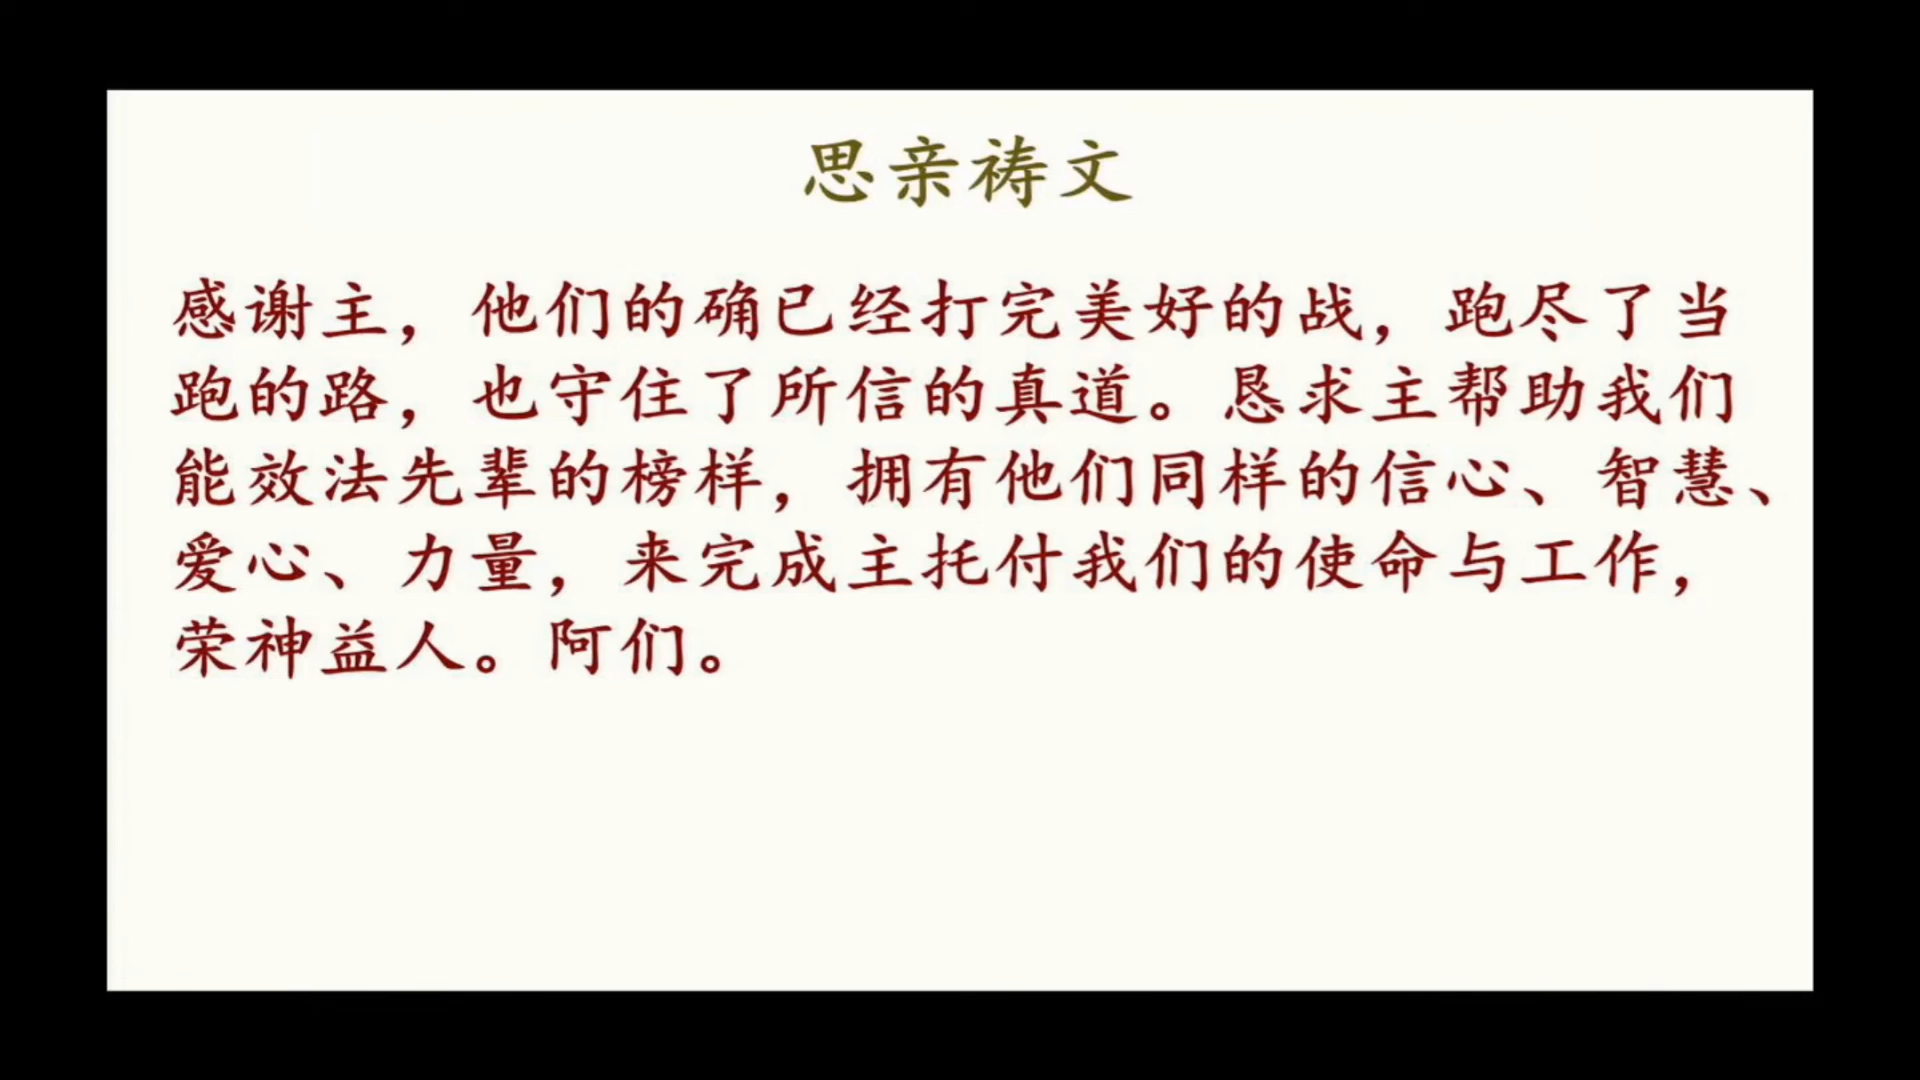 思亲祷文
感谢主，他们的确已经打完美好的战，跑尽了当
跑的路，也守住了所信的真道。恳求主帮助我们
能效法先辈的榜样，拥有他们同样的信心、智慧、
爱心、力量，来完成主托付我们的使命与工作，
荣神益人。阿们。